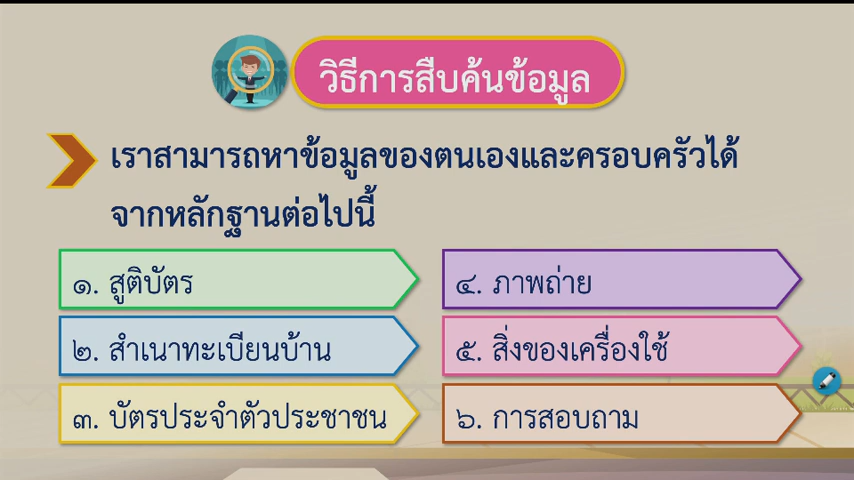 วิธีการสืบค้นข้อมูล
เราสามารถหาข้อมูลของตนเองและครอบครัวได้
จากหลักฐานต่อไปนี้
๑. สูติบัตร
๒. สำเนาทะเบียนบ้าน
๓. บัตรประจำตัวประชาชน
๔. ภาพถ่าย
๕. สิ่งของเครื่องใช้
๖. การสอบถาม